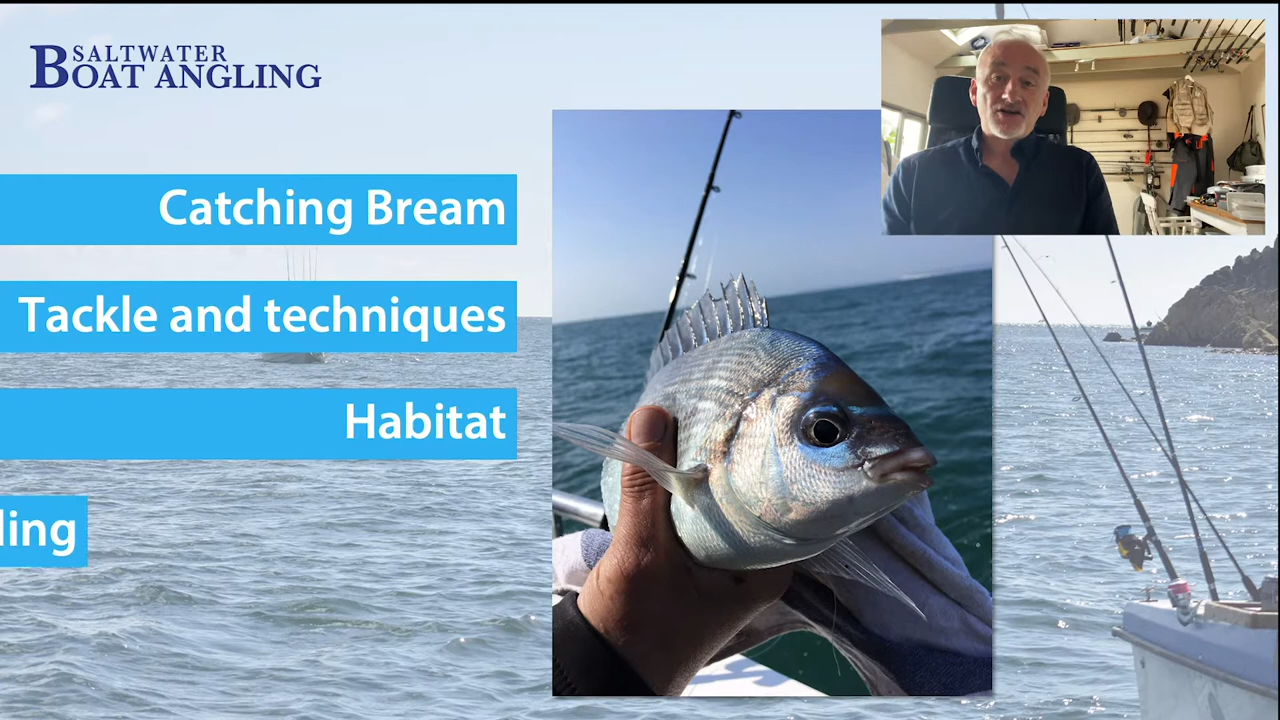 SALTWATER
BOAT ANGLING
Catching Bream
Tackle and techniques
Habitat
ling